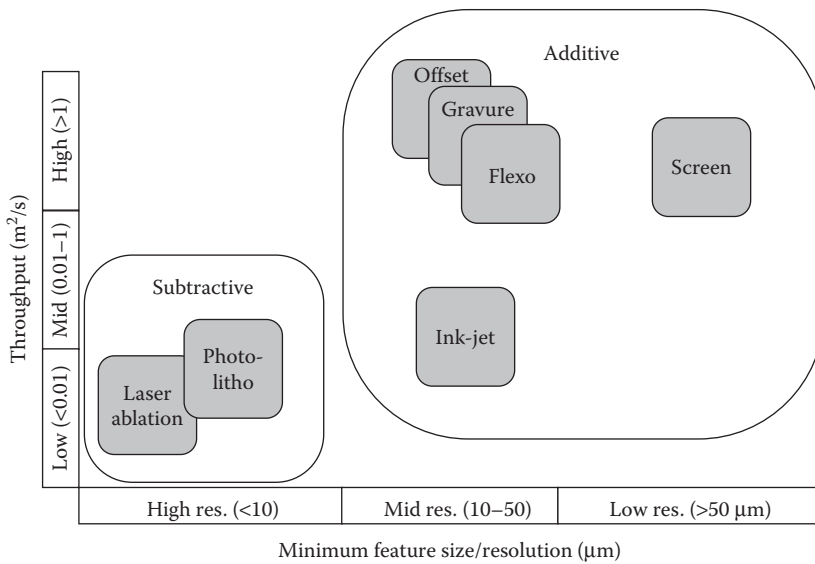 Additive
Offset
Gravure
Flexo
Screen
Subtractive
Ink-jet
Photo-
litho
Laser
ablation
Throughput (m²/s)
High (>1)
Mid (0.01–1)
Low (<0.01)
High res. (<10)
Mid res. (10–50)
Low res. (>50 μm)
Minimum feature size/resolution (μm)